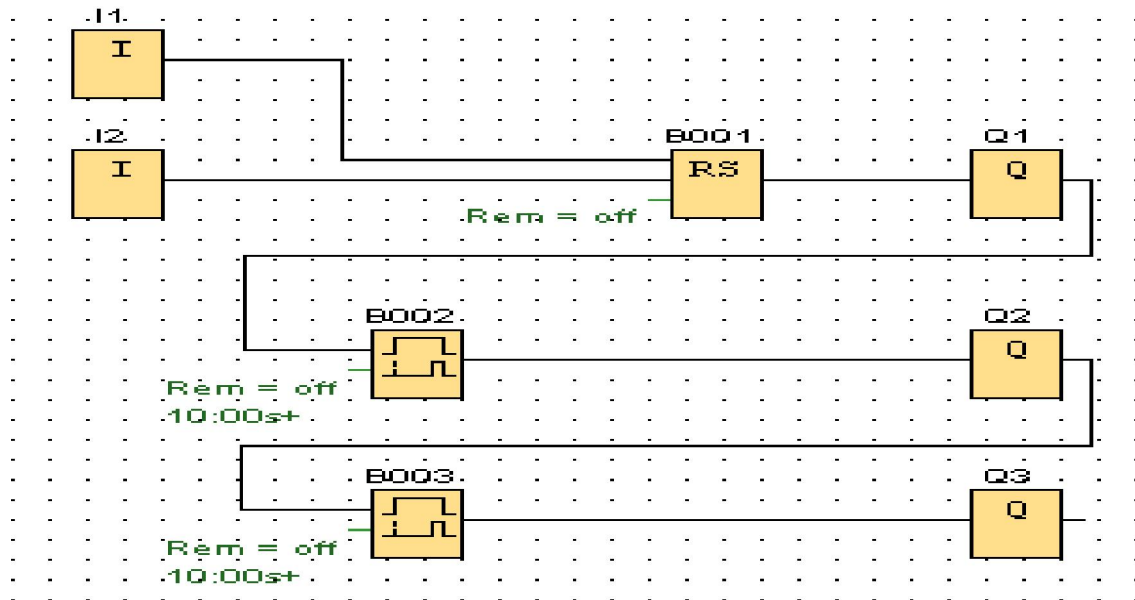 I1
I
I2
I
B001
RS
Rem = off
Q1
Q
B002
Rem = off
10:00s+
Q2
Q
B003
Rem = off
10:00s+
Q3
Q